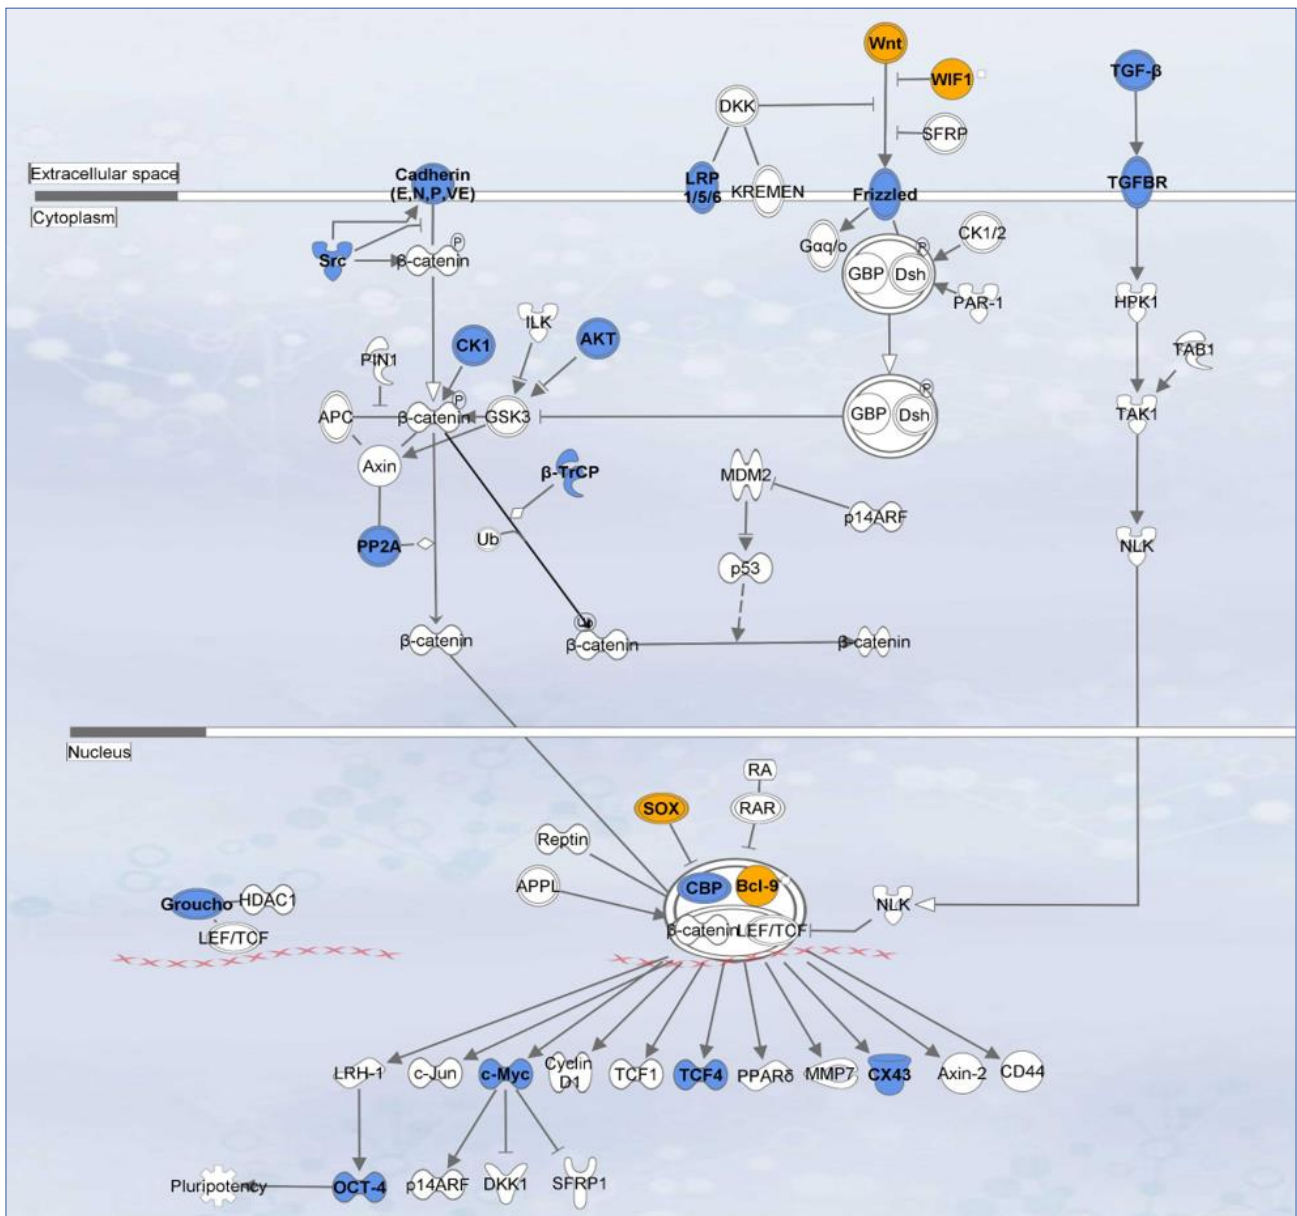 Wnt
WIF1
TGF-β
DKK
SFRP
Extracellular space
Cadherin
(E,N,P,VE)
LRP
1/5/6
KREMEN
Frizzled
TGFBR
Cytoplasm
Src
β-catenin
P
Gαq/o
GBP
Dsh
P
CK1/2
PAR-1
HPK1
ILK
CK1
AKT
PIN1
TAB1
APC
β-catenin
P
GSK3
GBP
Dsh
P
TAK1
Axin
β-TrCP
MDM2
p14ARF
Ub
PP2A
p53
NLK
β-catenin
Ub
β-catenin
β-catenin
Nucleus
RA
SOX
RAR
Reptin
APPL
CBP
Bcl-9
Groucho
HDAC1
LEF/TCF
β-catenin
LEF/TCF
NLK
LRH-1
c-Jun
c-Myc
Cyclin
D1
TCF1
TCF4
PPARδ
MMP7
CX43
Axin-2
CD44
Pluripotency
OCT-4
p14ARF
DKK1
SFRP1